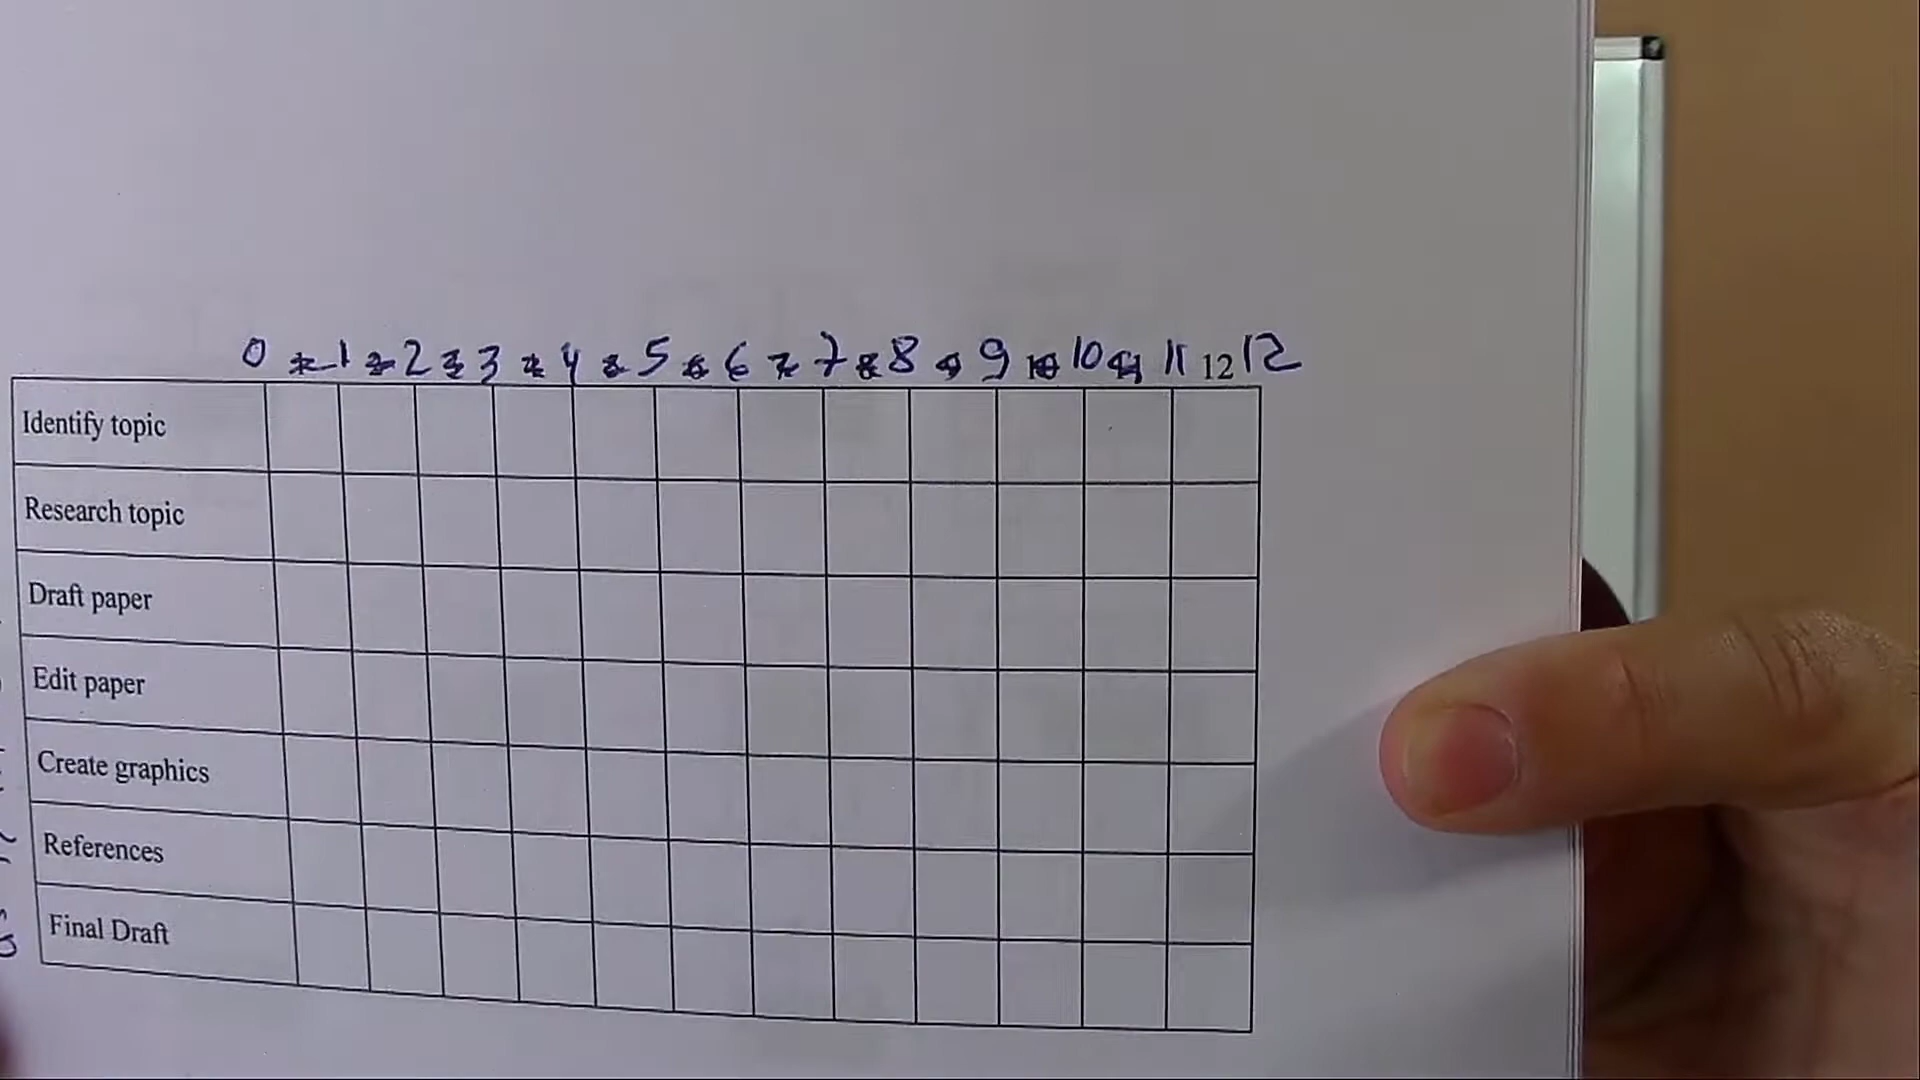 0 1 2 3 4 5 6 7 8 9 10 11 12 12
Identify topic
Research topic
Draft paper
Edit paper
Create graphics
References
Final Draft